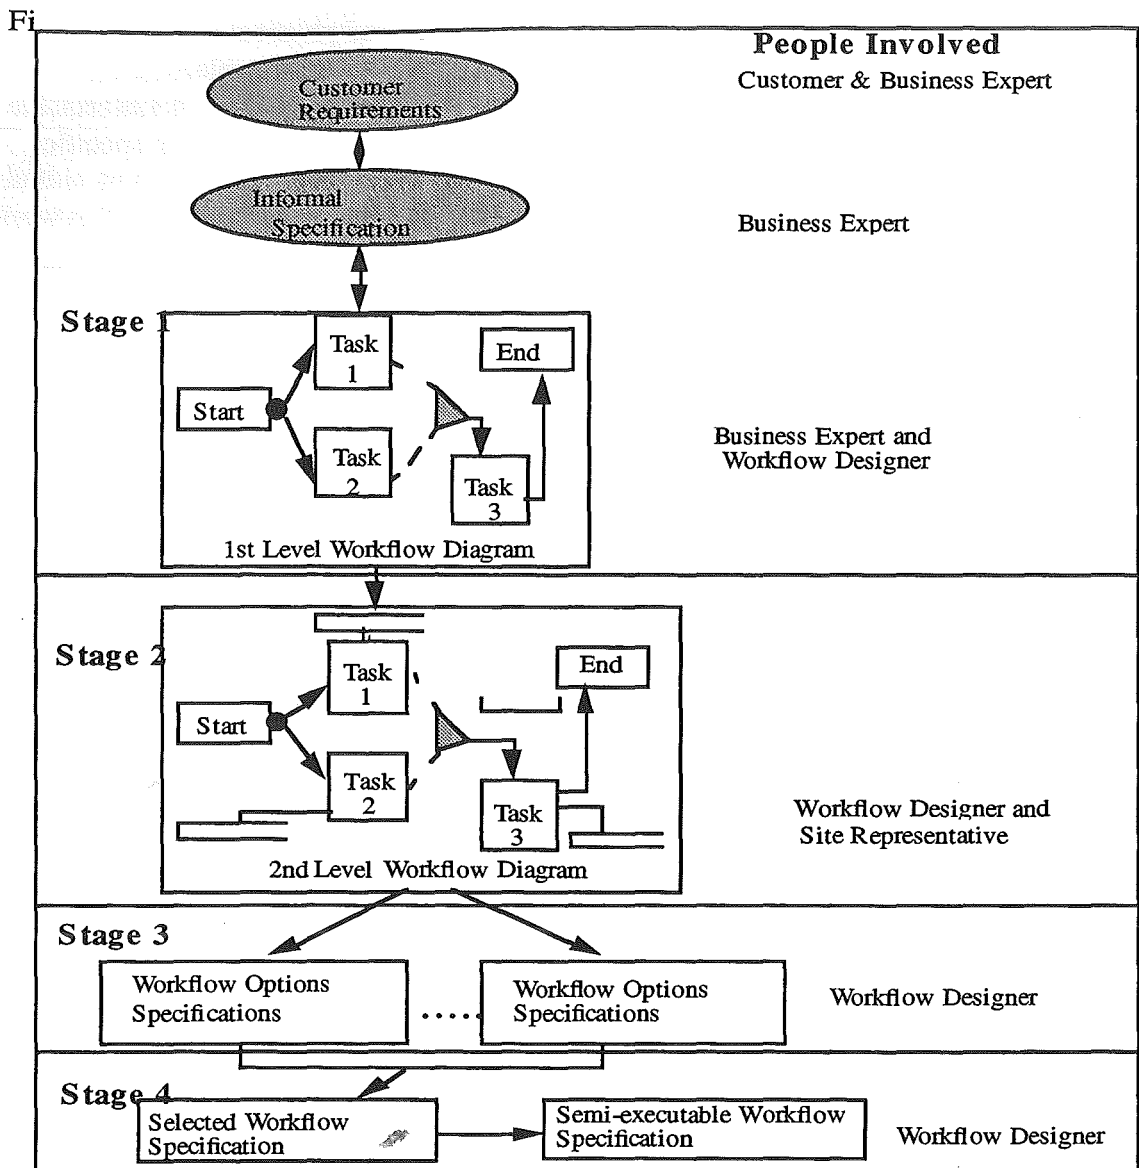 Fi
People Involved
Customer
Requirements
Customer & Business Expert
Informal
Specification
Business Expert
Stage 1
Task
1
End
Start
Task
2
Task
3
Business Expert and
Workflow Designer
1st Level Workflow Diagram
Stage 2
Task
1
End
Start
Task
2
Task
3
Workflow Designer and
Site Representative
2nd Level Workflow Diagram
Stage 3
Workflow Options
Specifications
.....
Workflow Options
Specifications
Workflow Designer
Stage 4
Selected Workflow
Specification
Semi-executable Workflow
Specification
Workflow Designer